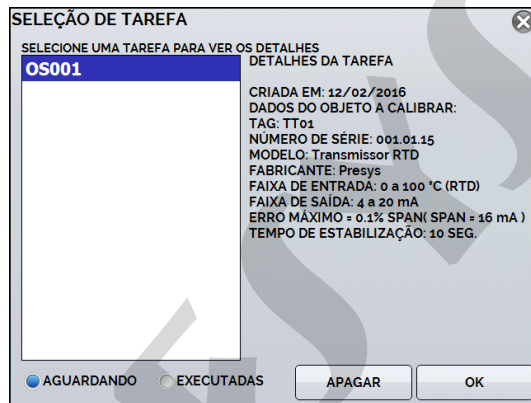 SELEÇÃO DE TAREFA
SELECIONE UMA TAREFA PARA VER OS DETALHES
OS001
DETALHES DA TAREFA
CRIADA EM: 12/02/2016
DADOS DO OBJETO A CALIBRAR:
TAG: TT01
NÚMERO DE SÉRIE: 001.01.15
MODELO: Transmissor RTD
FABRICANTE: Presys
FAIXA DE ENTRADA: 0 a 100 °C (RTD)
FAIXA DE SAÍDA: 4 a 20 mA
ERRO MÁXIMO = 0.1% SPAN( SPAN = 16 mA )
TEMPO DE ESTABILIZAÇÃO: 10 SEG.
AGUARDANDO
EXECUTADAS
APAGAR
OK